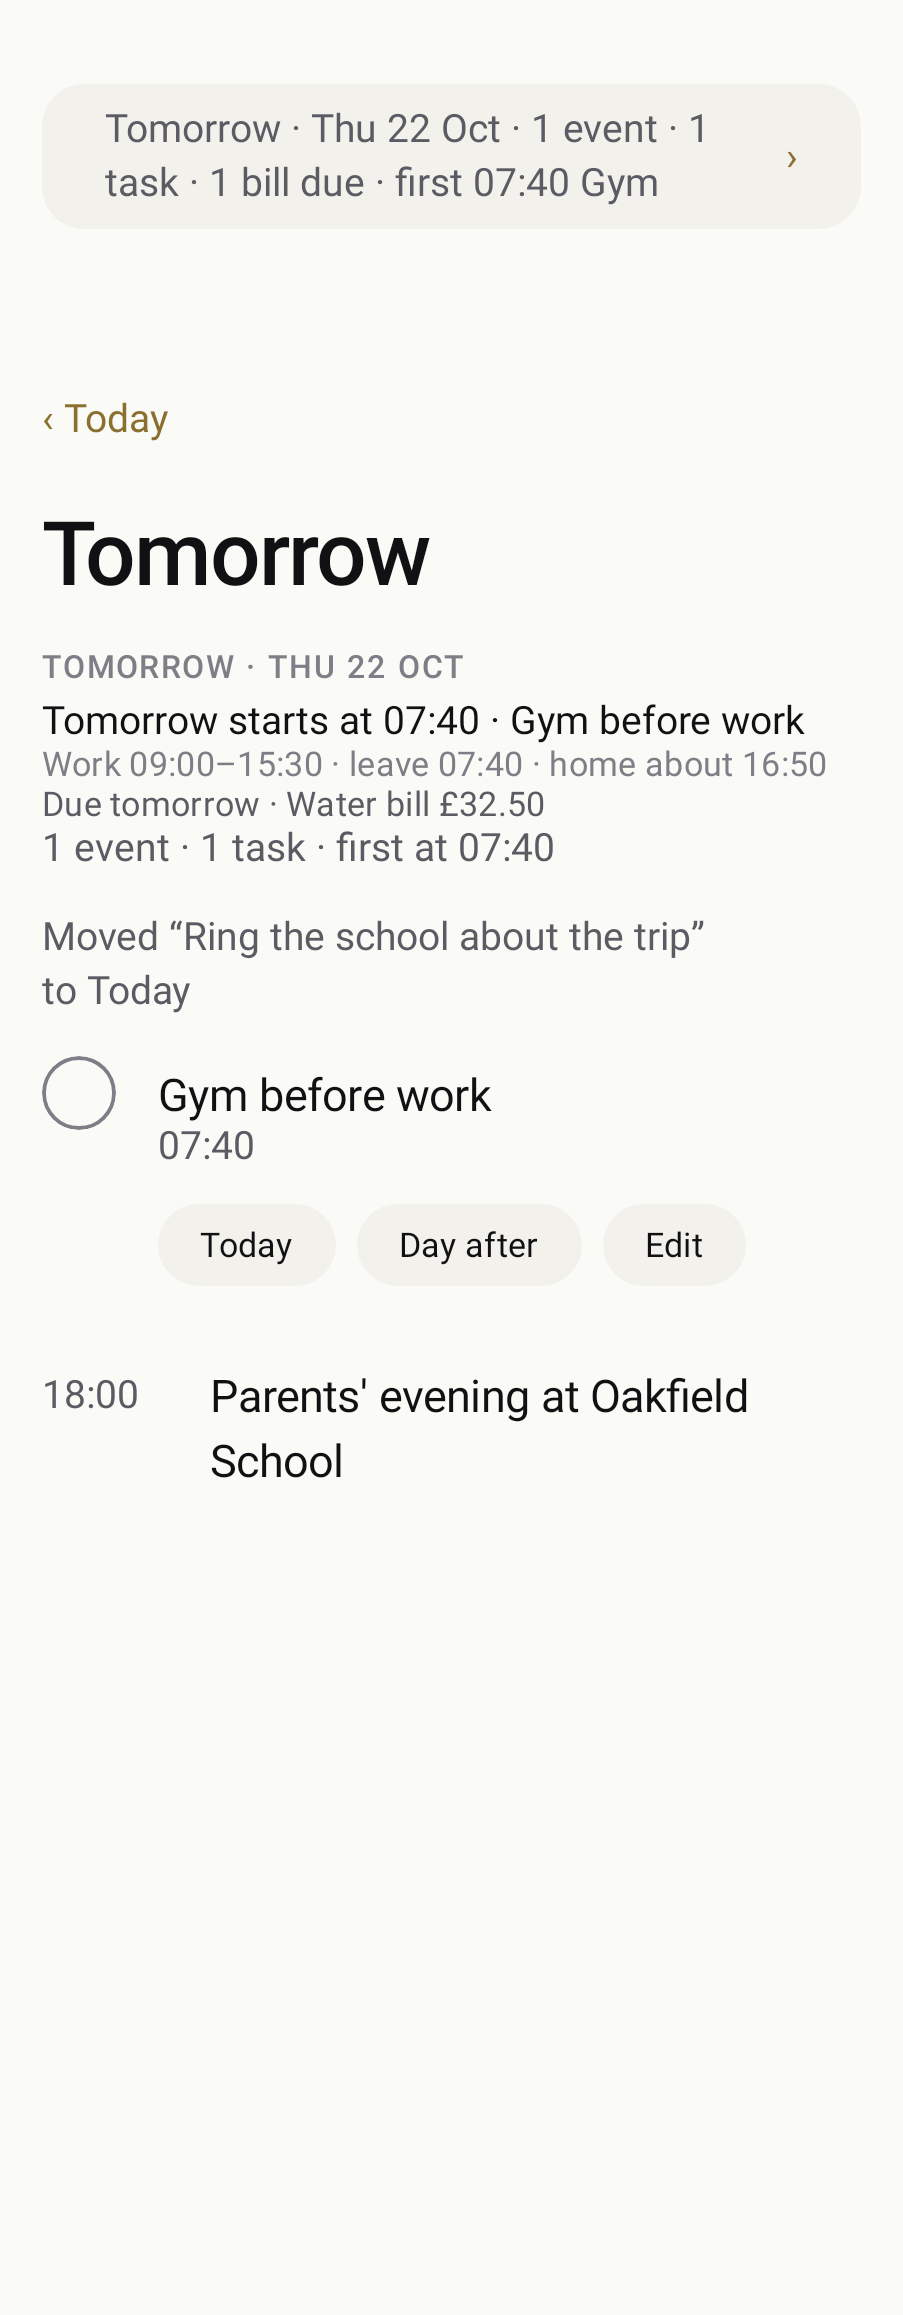 Tomorrow · Thu 22 Oct · 1 event · 1
task · 1 bill due · first 07:40 Gym
›
‹ Today
Tomorrow
TOMORROW · THU 22 OCT
Tomorrow starts at 07:40 · Gym before work
Work 09:00–15:30 · leave 07:40 · home about 16:50
Due tomorrow · Water bill £32.50
1 event · 1 task · first at 07:40
Moved “Ring the school about the trip”
to Today
Gym before work
07:40
Today Day after Edit
18:00 Parents' evening at Oakfield
School